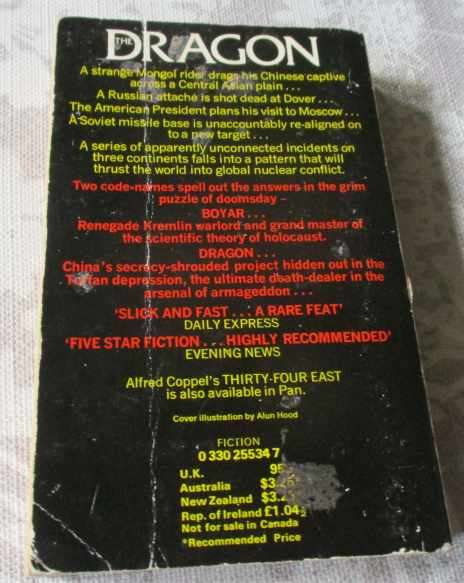 THE
DRAGON
A strange Mongol rider drags his Chinese captive
across a Central Asian plain ...
A Russian attaché is shot dead at Dover ...
The American President plans his visit to Moscow ...
A Soviet missile base is unaccountably re-aligned on
to a new target ...
A series of apparently unconnected incidents on
three continents falls into a pattern that will
thrust the world into global nuclear conflict.
Two code-names spell out the answers in the grim
puzzle of doomsday –
BOYAR ...
Renegade Kremlin warlord and grand master of
the scientific theory of holocaust.
DRAGON ...
China's secrecy-shrouded project hidden out in the
depression, the ultimate death-dealer in the
arsenal of armageddon ...
'SLICK AND FAST ... A RARE FEAT'
DAILY EXPRESS
'FIVE STAR FICTION ... HIGHLY RECOMMENDED'
EVENING NEWS
Alfred Coppel's THIRTY-FOUR EAST
is also available in Pan.
Cover illustration by Alun Hood
FICTION
0 330 25534 7
U.K.
Australia
New Zealand
Rep. of Ireland £1.04½
Not for sale in Canada
*Recommended Price